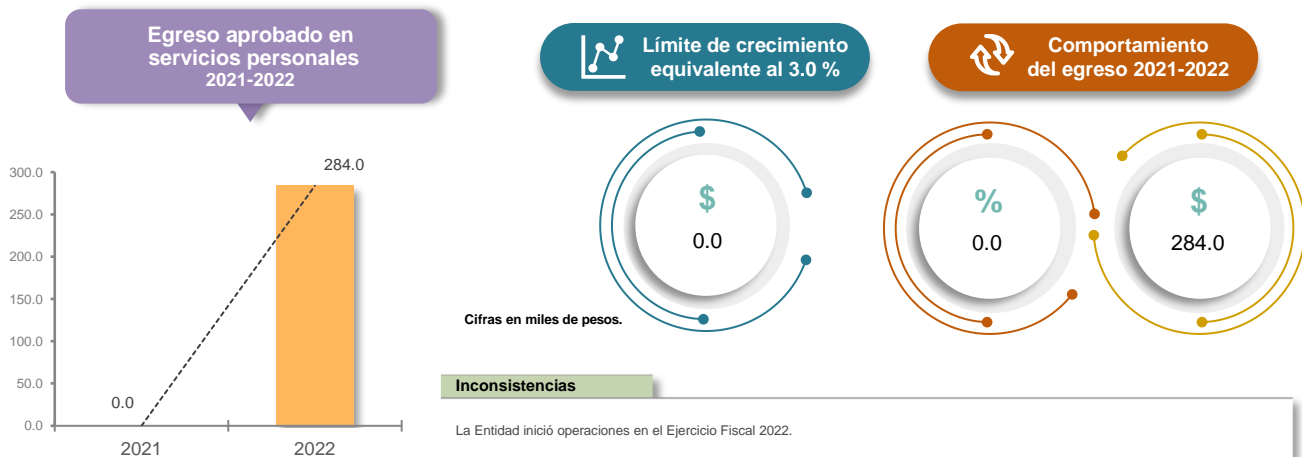 Egreso aprobado en
servicios personales
2021-2022
300.0
250.0
200.0
150.0
100.0
50.0
0.0
0.0
284.0
2021
2022
Límite de crecimiento
equivalente al 3.0 %
$
0.0
Cifras en miles de pesos.
Comportamiento
del egreso 2021-2022
%
0.0
$
284.0
Inconsistencias
La Entidad inició operaciones en el Ejercicio Fiscal 2022.